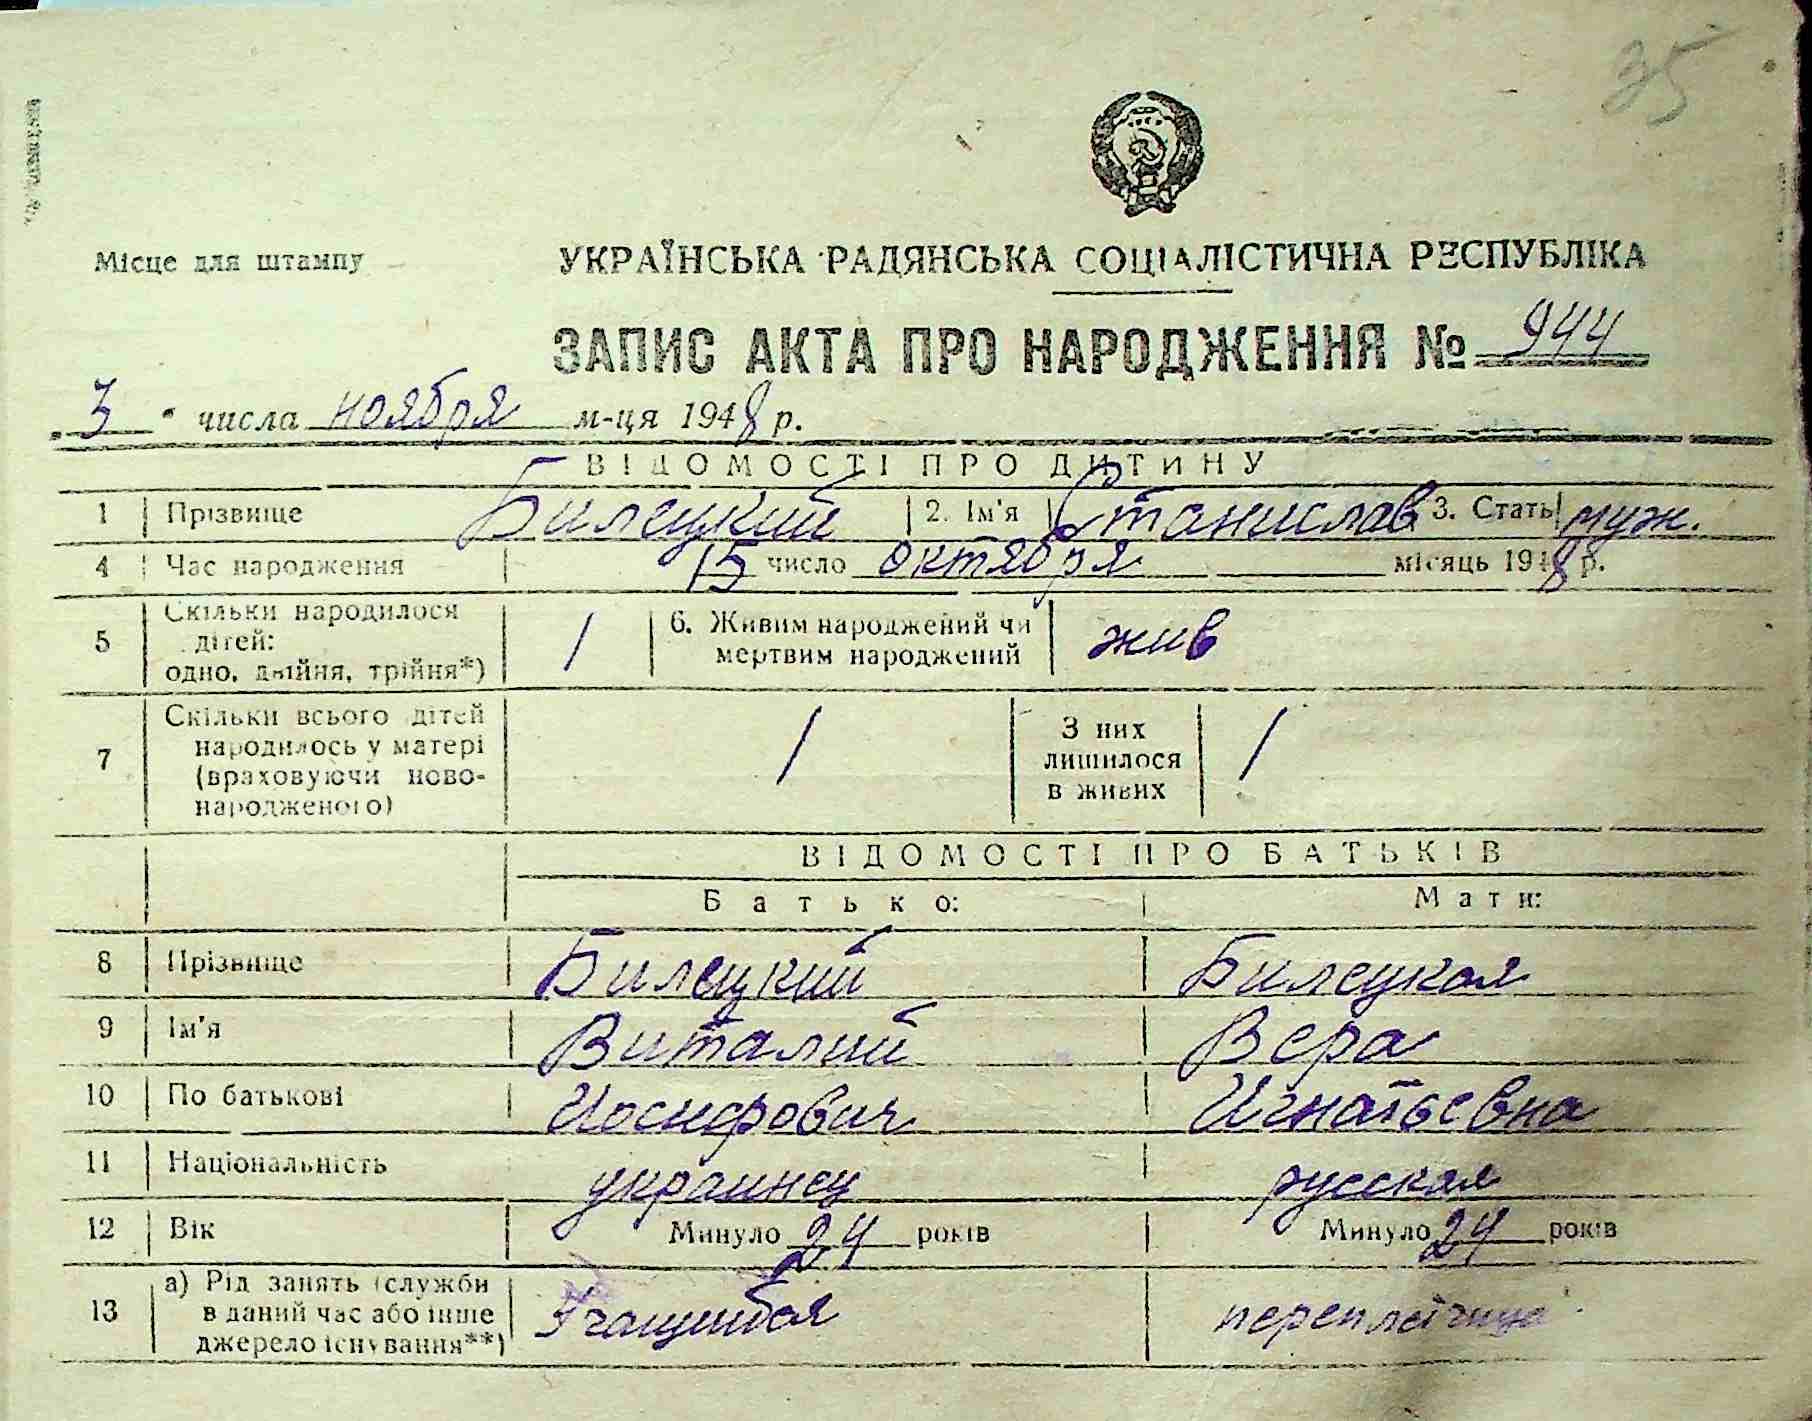 35
Місце для штампу
УКРАЇНСЬКА РАДЯНСЬКА СОЦІАЛІСТИЧНА РЕСПУБЛІКА
ЗАПИС АКТА ПРО НАРОДЖЕННЯ № 944
"3" числа ноября м-ця 1948 р.
ВІДОМОСТІ ПРО ДИТИНУ
1 Прізвище Билецкий 2. Ім'я Станислав 3. Стать муж.
4 Час народження 15 число октября місяць 1948 р.
5 Скільки народилося дітей: одно, двійня, трійня*) 1 6. Живим народжений чи мертвим народжений жив
7 Скільки всього дітей народилось у матері (враховуючи ново-народженого) 1 З них лишилося в живих 1
ВІДОМОСТІ ПРО БАТЬКІВ
Батько: Мати:
8 Прізвище Билецкий Билецкая
9 Ім'я Виталий Вера
10 По батькові Иосифович Игнатьевна
11 Національність украинец русская
12 Вік Минуло 24 років Минуло 24 років
13 а) Рід занять (служби в даний час або інше джерело існування**) Учащийся переплётчица